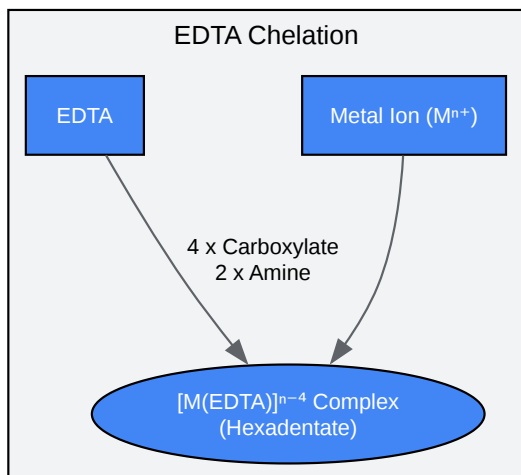 EDTA Chelation
EDTA
Metal Ion (Mⁿ⁺)
4 x Carboxylate
2 x Amine
[M(EDTA)]ⁿ⁻⁴ Complex
(Hexadentate)